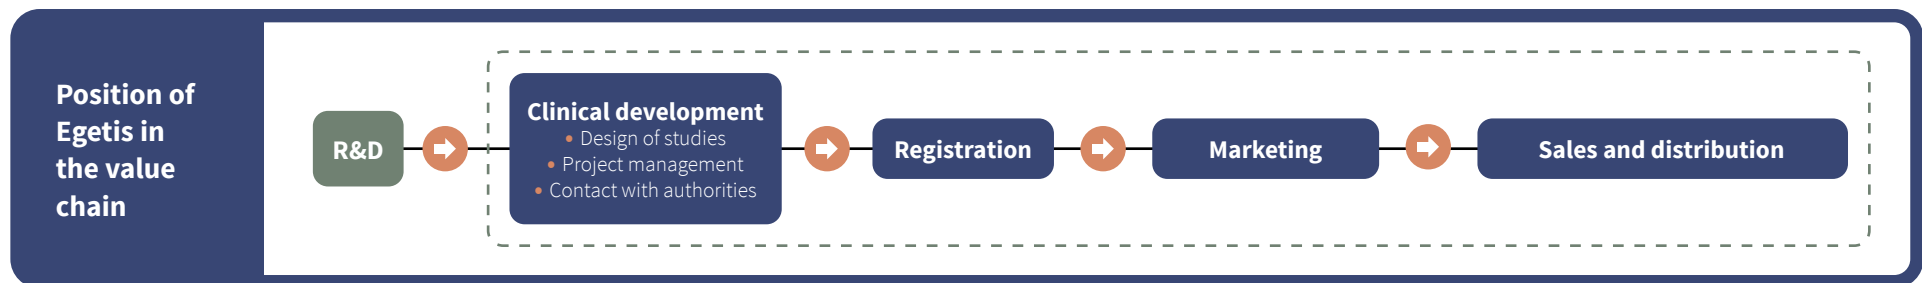 Position of
Egetis in
the value
chain
R&D
Clinical development
• Design of studies
• Project management
• Contact with authorities
Registration
Marketing
Sales and distribution